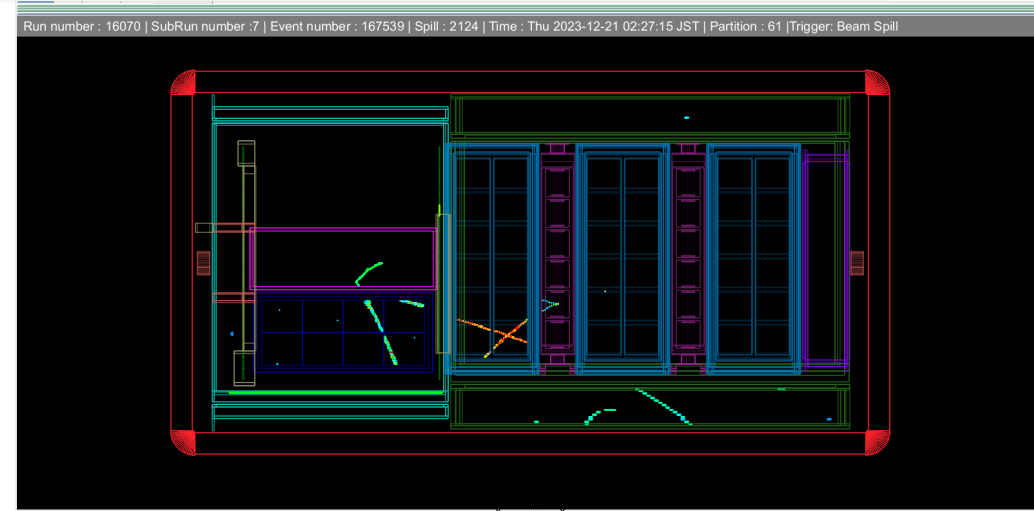 Run number : 16070 | SubRun number :7 | Event number : 167539 | Spill : 2124 | Time : Thu 2023-12-21 02:27:15 JST | Partition : 61 |Trigger: Beam Spill